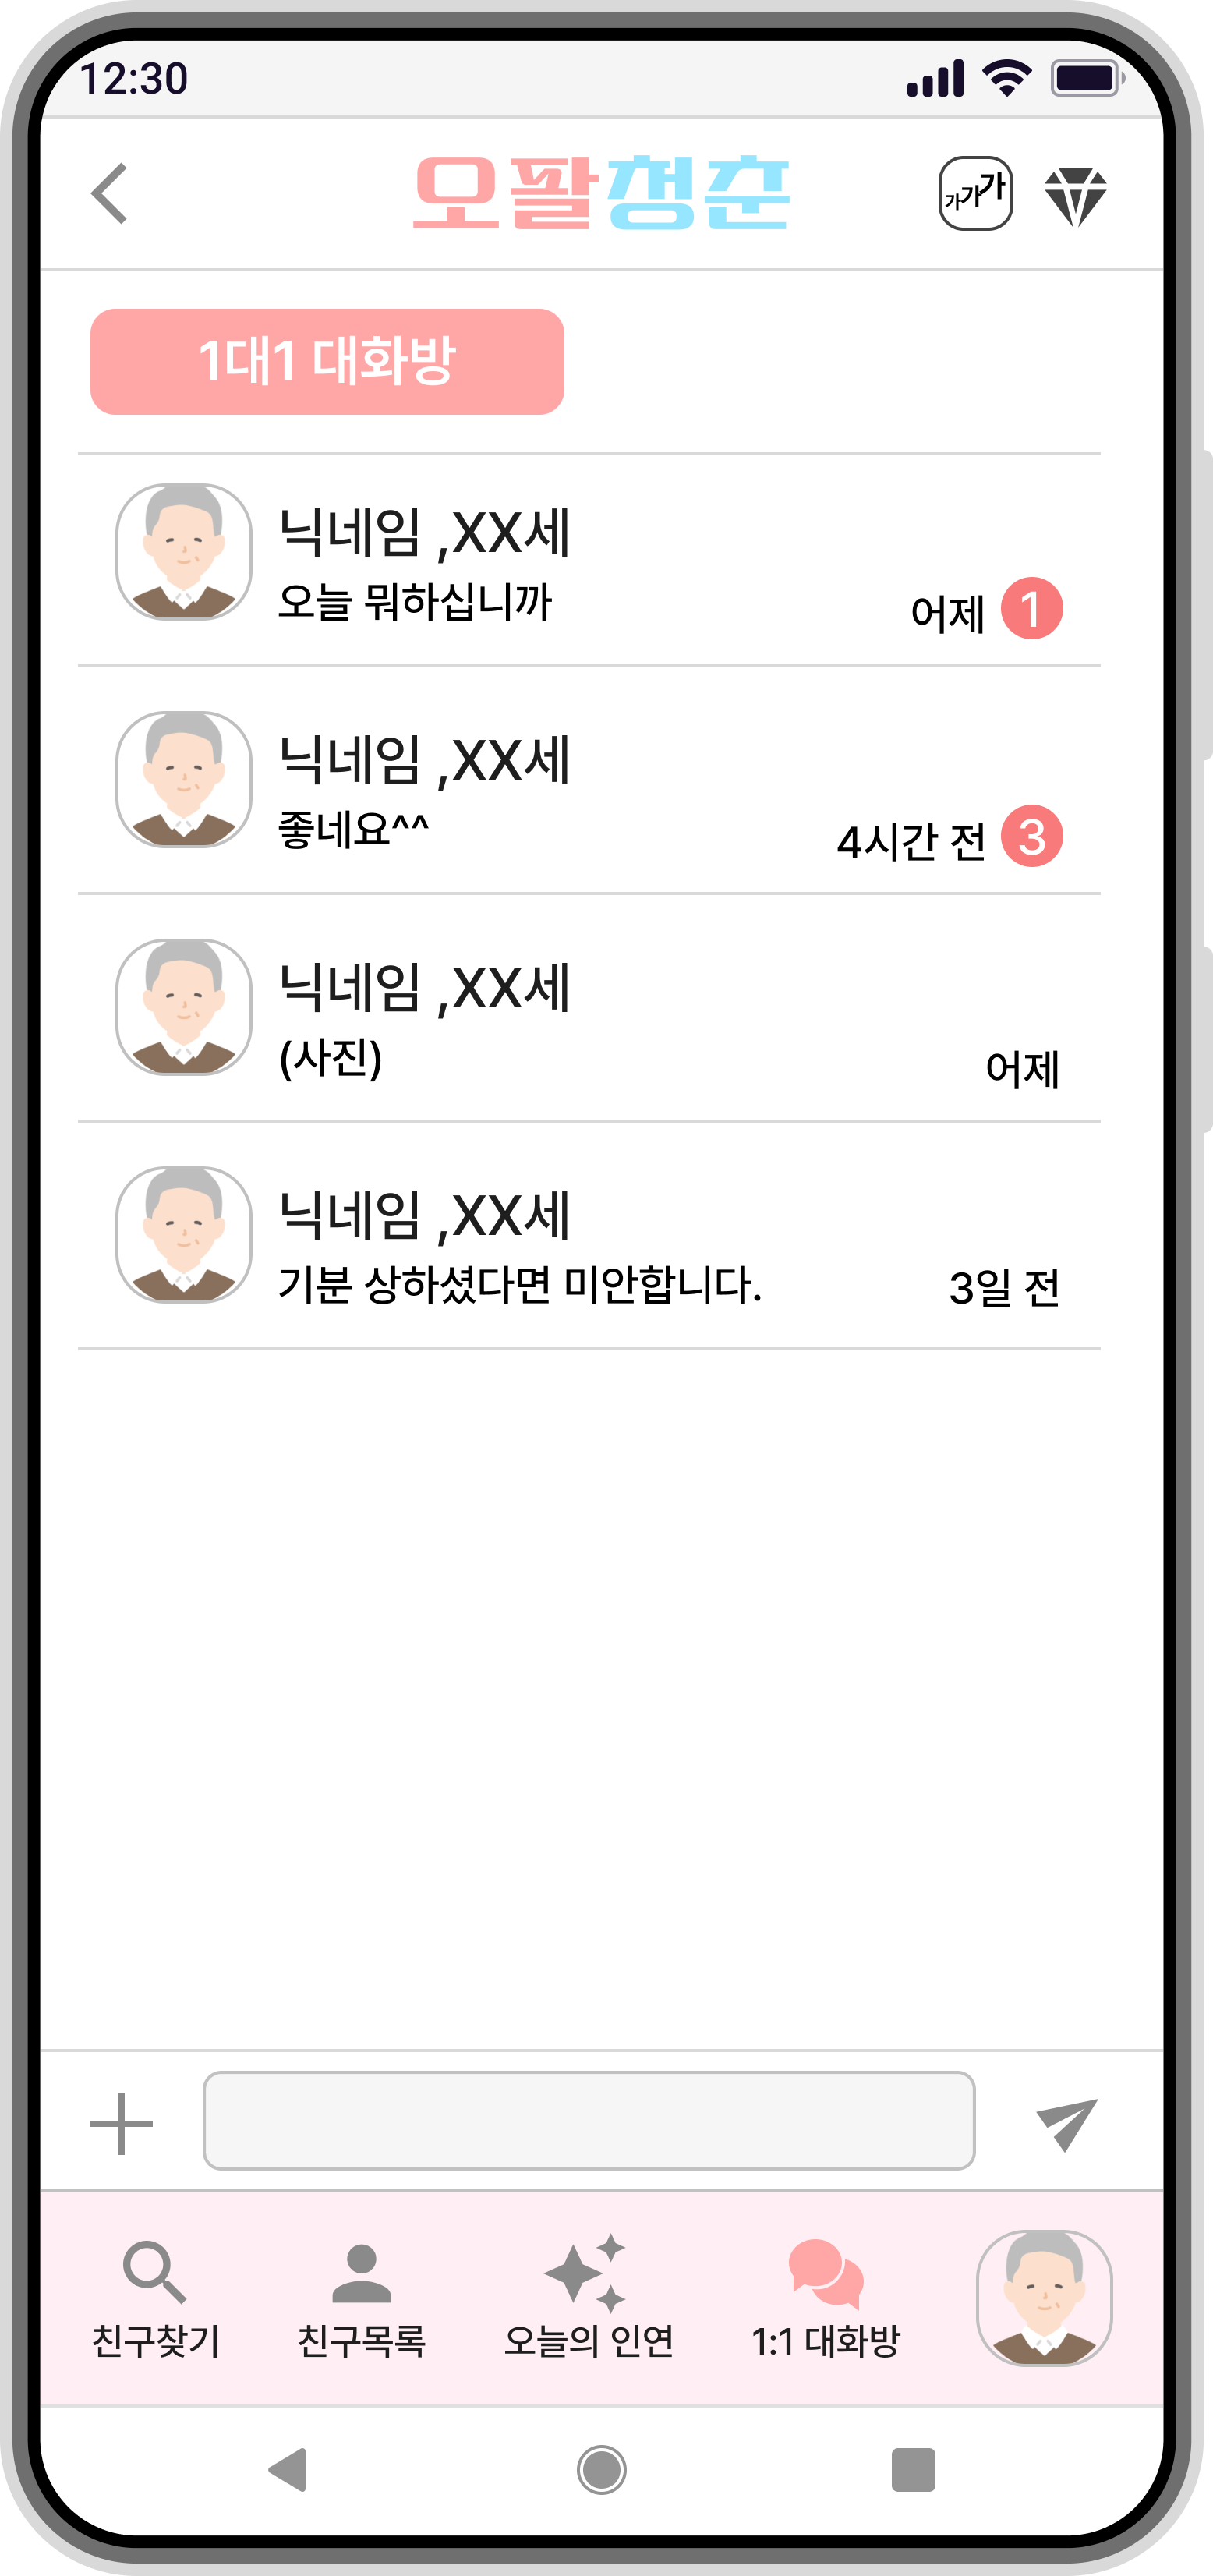 12:30
오팔청춘
가가가
1대1 대화방
닉네임 ,XX세
오늘 뭐하십니까
어제 1
닉네임 ,XX세
좋네요^^
4시간 전 3
닉네임 ,XX세
(사진)
어제
닉네임 ,XX세
기분 상하셨다면 미안합니다.
3일 전
친구찾기 친구목록 오늘의 인연 1:1 대화방